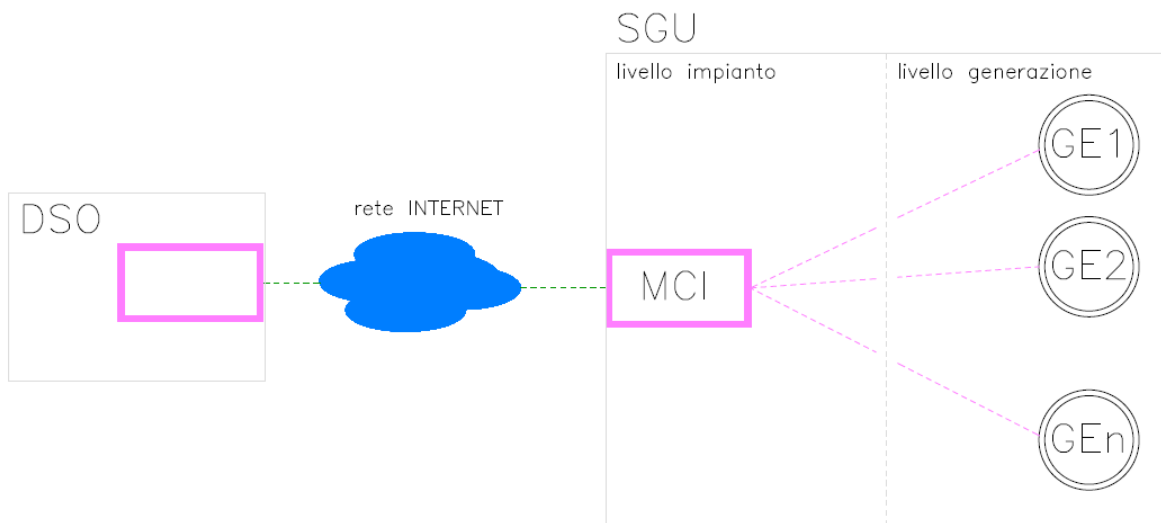 SGU
livello impianto
livello generazione
GE1
DSO
rete INTERNET
GE2
MCI
GEn